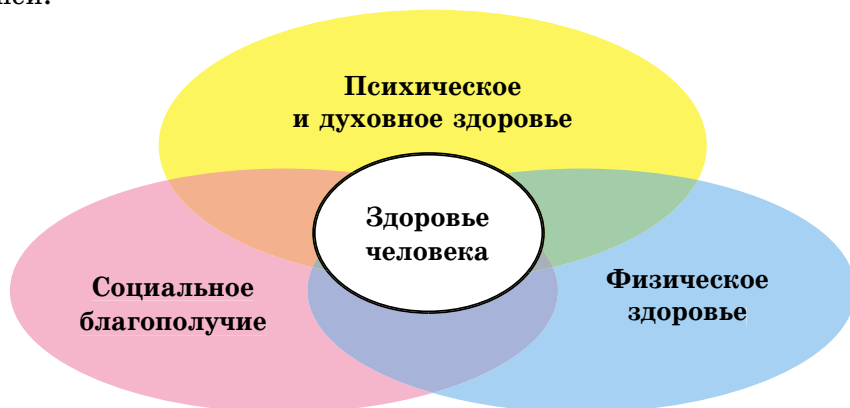 Психическое
и духовное здоровье
Здоровье
человека
Социальное
благополучие
Физическое
здоровье